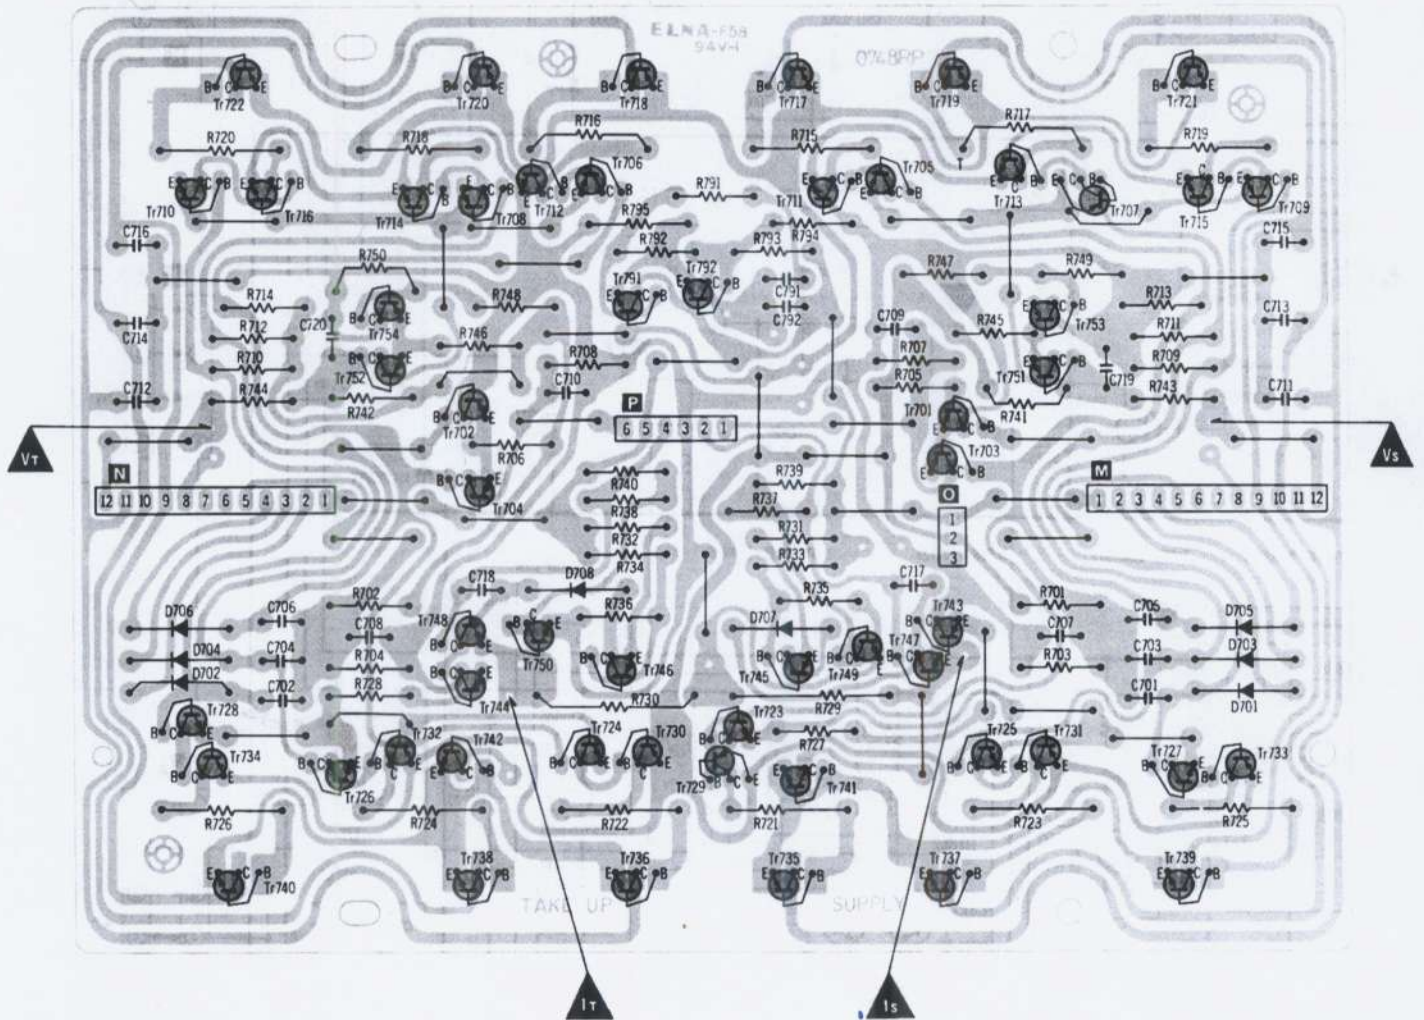 ELNA-F5B
94V-1
0748PP
B C E B C E B C E B C E B C E B C E
Tr722 Tr720 Tr718 Tr717 Tr719 Tr721
R720 R718 R716 R715 R717 R719
Tr706 Tr705 T
E C B E C B E C B E C B
Tr710 Tr716 Tr714 Tr708 Tr712 R791 Tr711 Tr713 Tr707 Tr715 Tr709
C716 R795 R794 C715
R750 R792 R793 R747 R749
Tr791 Tr792 C791
R714 R748 C792 R713
C714 R712 C720 Tr754 R746 C709 R745 Tr753 R711 C713
R710 Tr752 R708 R707 Tr751 C719 R709
C712 R744 R742 C710 R705 R741 R743 C711
Tr702 Tr701
P
6 5 4 3 2 1
R706 Tr703
VT Vs
N M
12 11 10 9 8 7 6 5 4 3 2 1
1 2 3 4 5 6 7 8 9 10 11 12
Tr704 R740 R739
R738 R737 O
1
2
3
R732 R731
R734 R733
C718 D708 C717
D706 C706 R702 Tr748 R736 D707 R735 Tr743 R701 C705 D705
D704 C704 C708 Tr750 Tr747 C707 C703 D703
D702 R704 Tr746 Tr745 Tr749 R703
C702 R728 Tr744 R730 R729 C701 D701
Tr728 Tr732 Tr742 Tr724 Tr730 Tr723 R727 Tr725 Tr731 Tr727 Tr733
Tr734 Tr726 Tr729 Tr741
R726 R724 R722 R721 R723 R725
Tr740 Tr738 Tr736 Tr735 Tr737 Tr739
TAKE UP SUPPLY
IT Is